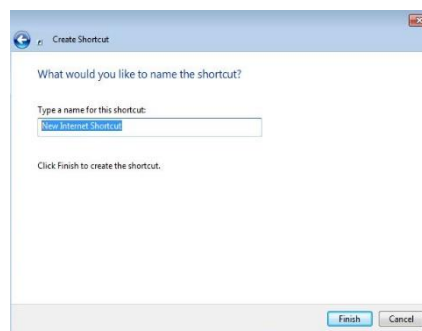 Create Shortcut
What would you like to name the shortcut?
Type a name for this shortcut:
New Internet Shortcut
Click Finish to create the shortcut.
Finish Cancel